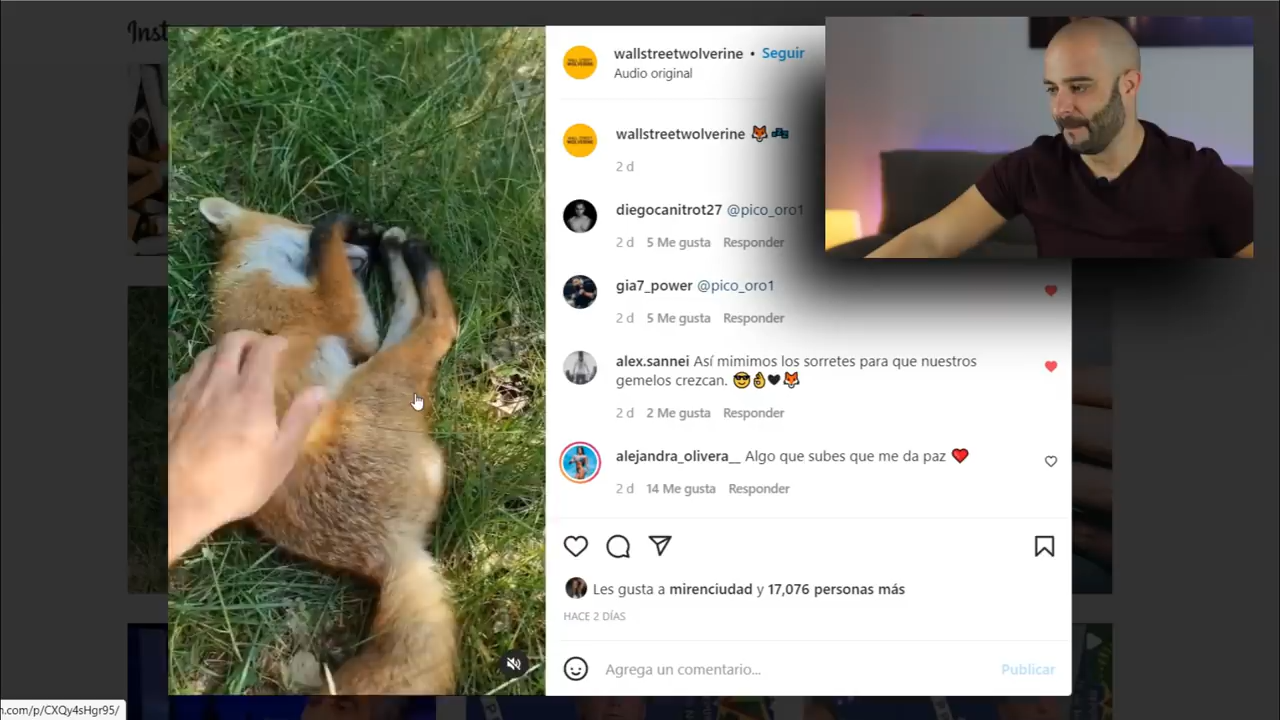 Inst
wallstreetwolverine • Seguir
Audio original
wallstreetwolverine 🦊
2 d
diegocanitrot27 @pico_oro1
2 d 5 Me gusta Responder
gia7_power @pico_oro1
2 d 5 Me gusta Responder
alex.sannei Así mimimos los sorretes para que nuestros
gemelos crezcan. 😎👌🖤🦊
2 d 2 Me gusta Responder
alejandra_olivera__ Algo que subes que me da paz ❤️
2 d 14 Me gusta Responder
Les gusta a mirenciudad y 17,076 personas más
HACE 2 DÍAS
Agrega un comentario... Publicar
n.com/p/CXQy4sHgr95/